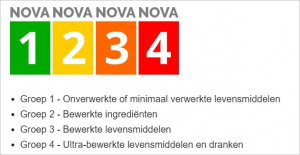 NOVA NOVA NOVA NOVA
1 2 3 4
Groep 1 - Onverwerkte of minimaal verwerkte levensmiddelen
Groep 2 - Bewerkte ingrediënten
Groep 3 - Bewerkte levensmiddelen
Groep 4 - Ultra-bewerkte levensmiddelen en dranken